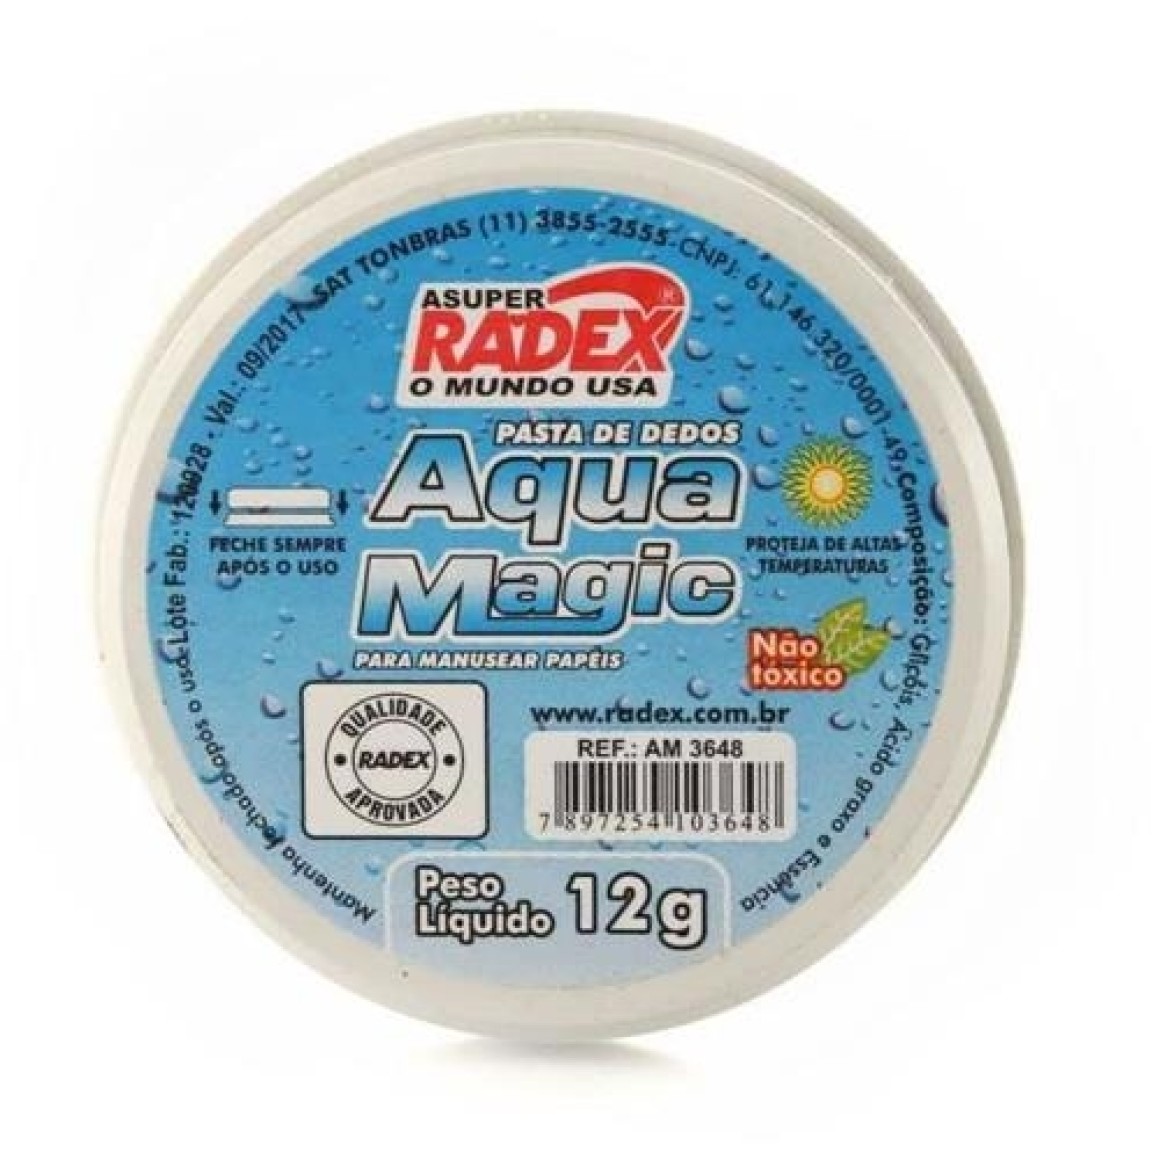 Mantenha fechado após o uso-Lote Fab.: 120928 - Val.: 09/2017 SAT TONBRAS (11) 3855-2555-CNPJ: 61.146.320/0001-49
Composição: Glicóis, Ácido graxo e Essência
ASUPER
RADEX®
O MUNDO USA
PASTA DE DEDOS
Aqua
Magic
PARA MANUSEAR PAPÉIS
FECHE SEMPRE
APÓS O USO
PROTEJA DE ALTAS
TEMPERATURAS
Não
tóxico
www.radex.com.br
QUALIDADE
RADEX
APROVADA
REF.: AM 3648
7 897254 103648
Peso
Líquido 12g